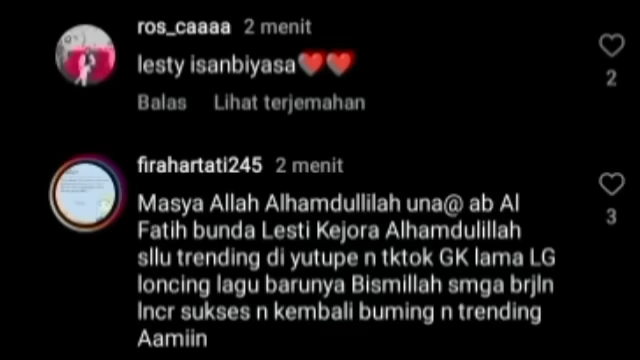 ros_caaaa 2 menit
lesty isanbiyasa❤️❤️
2
Balas Lihat terjemahan
firahartati245 2 menit
Masya Allah Alhamdullilah una@ ab Al
3
Fatih bunda Lesti Kejora Alhamdulillah
sllu trending di yutupe n tktok GK lama LG
loncing lagu barunya Bismillah smga brjln
lncr sukses n kembali buming n trending
Aamiin